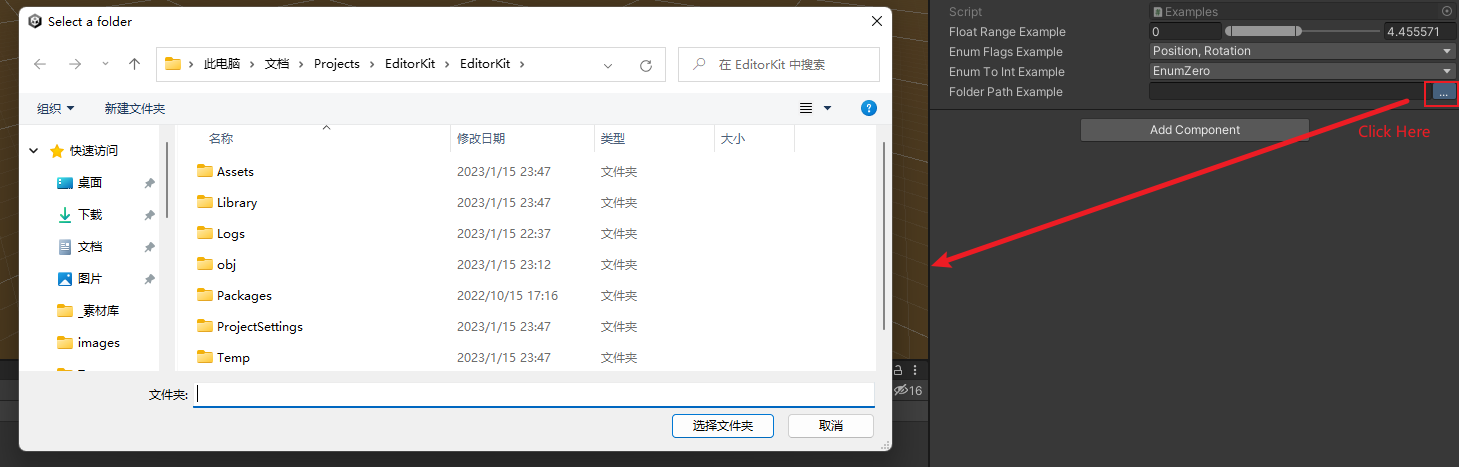 Select a folder
此电脑 > 文档 > Projects > EditorKit > EditorKit >
在 EditorKit 中搜索
组织
新建文件夹
名称 修改日期 类型 大小
快速访问
桌面
下载
文档
图片
_素材库
images
Assets 2023/1/15 23:47 文件夹
Library 2023/1/15 23:47 文件夹
Logs 2023/1/15 22:37 文件夹
obj 2023/1/15 23:12 文件夹
Packages 2022/10/15 17:16 文件夹
ProjectSettings 2023/1/15 23:47 文件夹
Temp 2023/1/15 23:47 文件夹
文件夹:
选择文件夹
取消
16
Script Examples
Float Range Example 0 4.455571
Enum Flags Example Position, Rotation
Enum To Int Example EnumZero
Folder Path Example ...
Add Component
Click Here